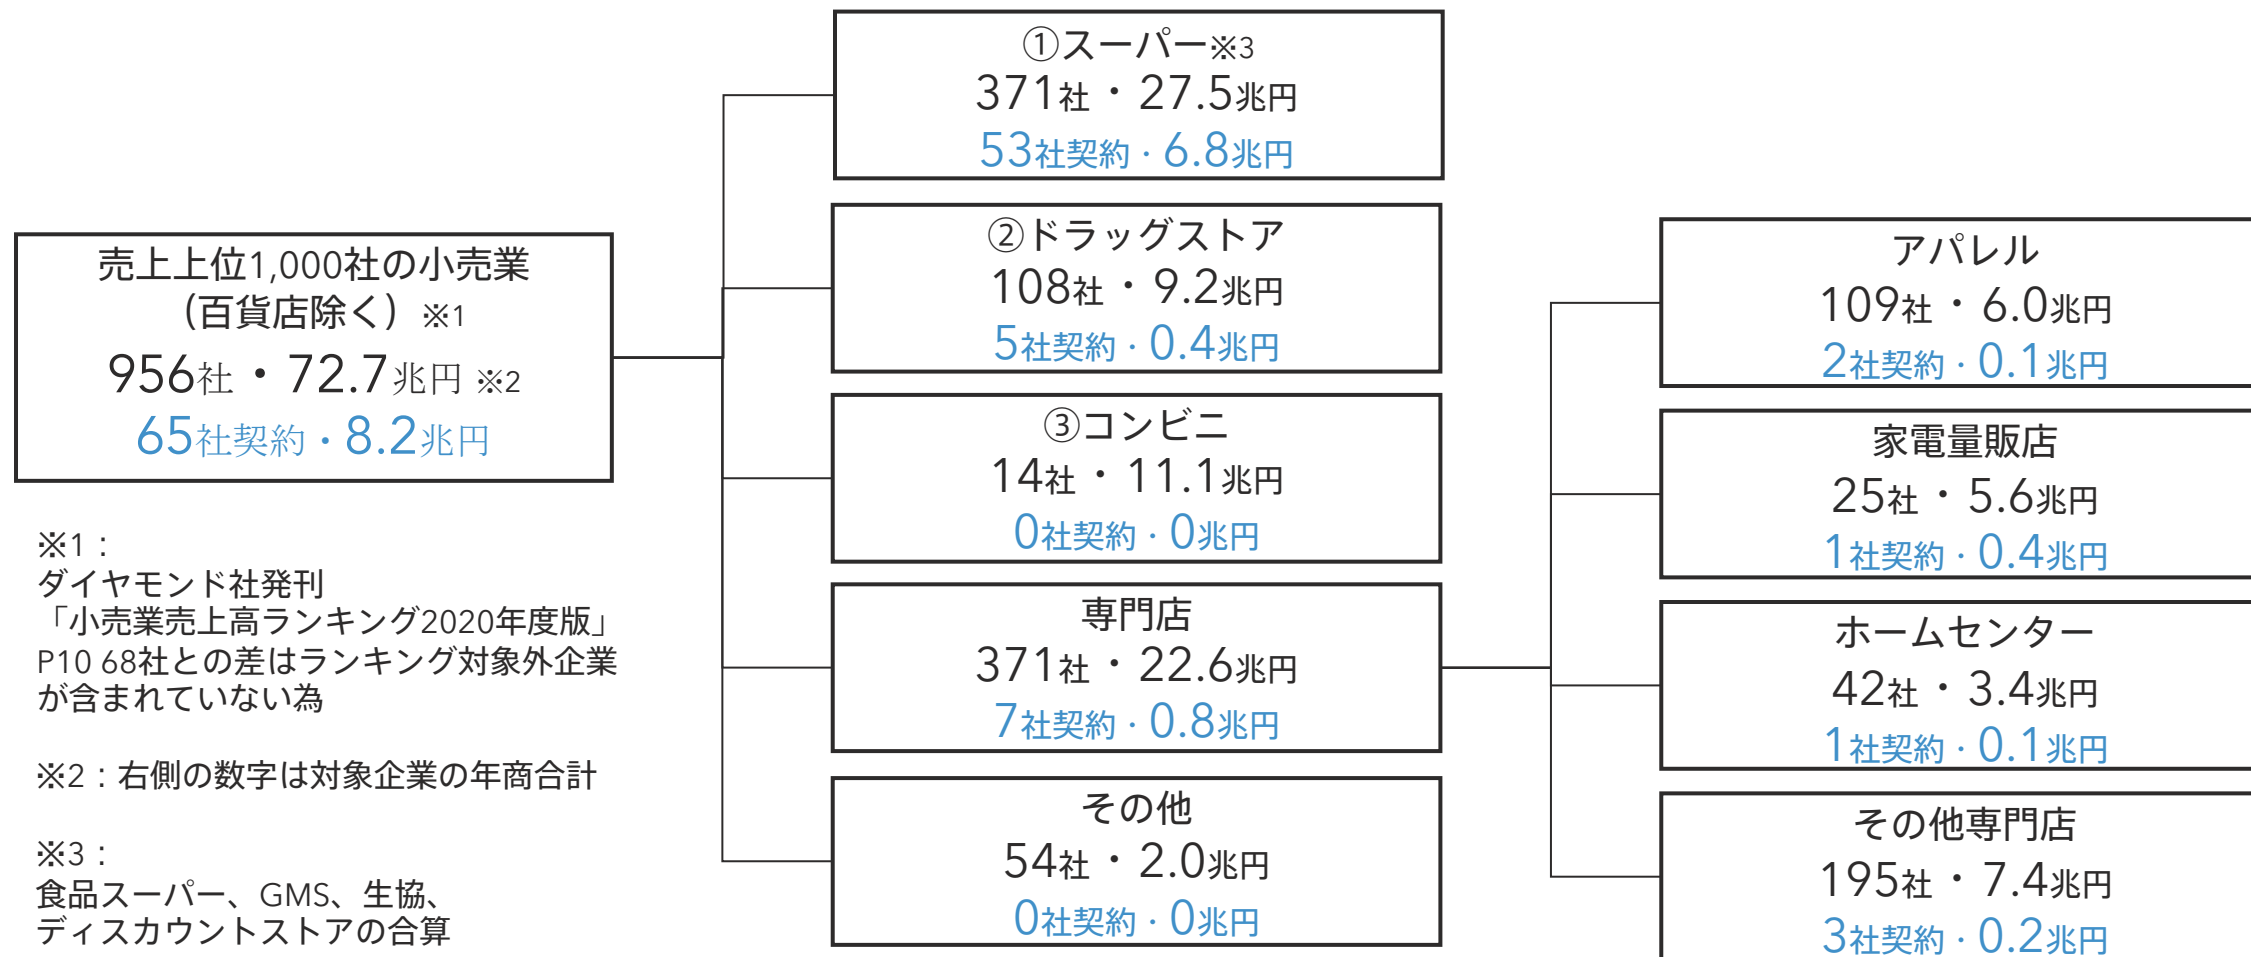 売上上位1,000社の小売業
（百貨店除く）※1
956社・72.7兆円 ※2
65社契約・8.2兆円
※1：
ダイヤモンド社発刊
「小売業売上高ランキング2020年度版」
P10 68社との差はランキング対象外企業
が含まれていない為
※2：右側の数字は対象企業の年商合計
※3：
食品スーパー、GMS、生協、
ディスカウントストアの合算
①スーパー※3
371社・27.5兆円
53社契約・6.8兆円
②ドラッグストア
108社・9.2兆円
5社契約・0.4兆円
③コンビニ
14社・11.1兆円
0社契約・0兆円
専門店
371社・22.6兆円
7社契約・0.8兆円
その他
54社・2.0兆円
0社契約・0兆円
アパレル
109社・6.0兆円
2社契約・0.1兆円
家電量販店
25社・5.6兆円
1社契約・0.4兆円
ホームセンター
42社・3.4兆円
1社契約・0.1兆円
その他専門店
195社・7.4兆円
3社契約・0.2兆円